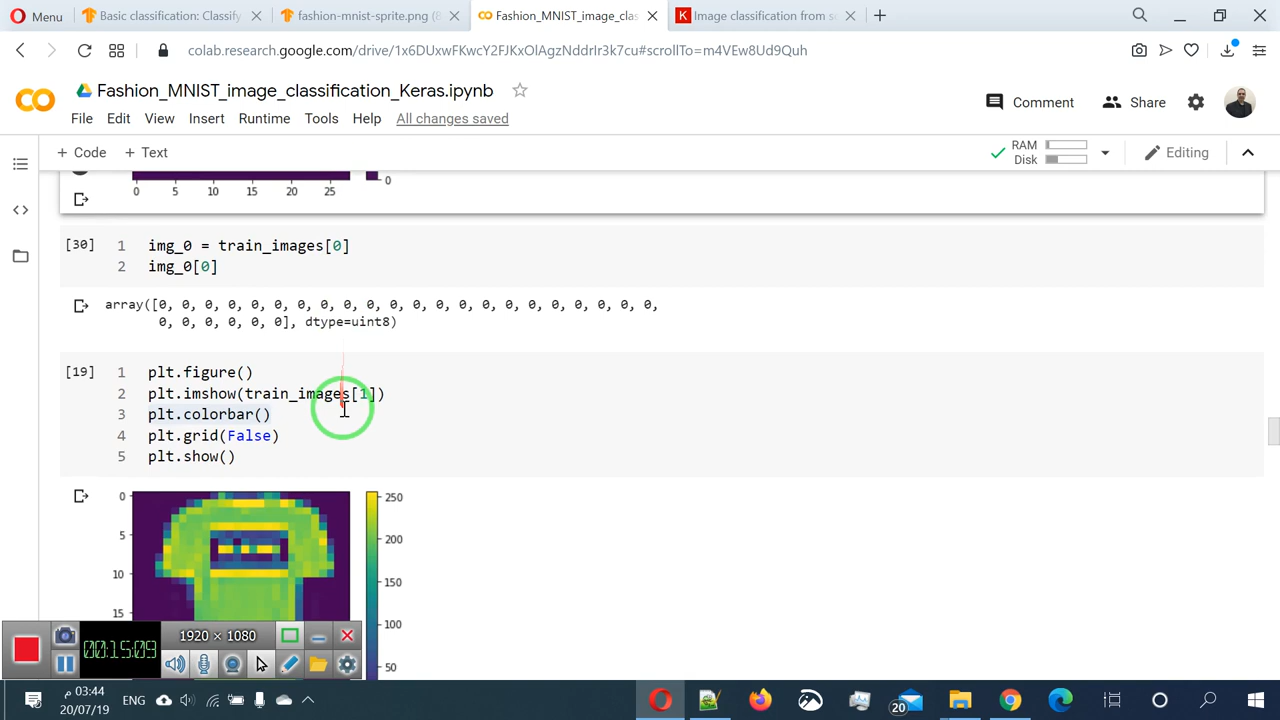 Menu
Basic classification: Classify
fashion-mnist-sprite.png (
Fashion_MNIST_image_clas
Image classification from s
colab.research.google.com/drive/1x6DUxwFKwcY2FJKxOlAgzNddrIr3k7cu#scrollTo=m4VEw8Ud9Quh
Fashion_MNIST_image_classification_Keras.ipynb
Comment
Share
File Edit View Insert Runtime Tools Help All changes saved
+ Code + Text
RAM
Disk
Editing
0
0 5 10 15 20 25
[30] 1 img_0 = train_images[0]
2 img_0[0]
array([0, 0, 0, 0, 0, 0, 0, 0, 0, 0, 0, 0, 0, 0, 0, 0, 0, 0, 0, 0, 0, 0,
0, 0, 0, 0, 0, 0], dtype=uint8)
[19] 1 plt.figure()
2 plt.imshow(train_images[1])
3 plt.colorbar()
4 plt.grid(False)
5 plt.show()
0
5
10
15
250
200
150
100
50
1920 × 1080
00:15:09
ENG
20
03:44 م
20/07/19